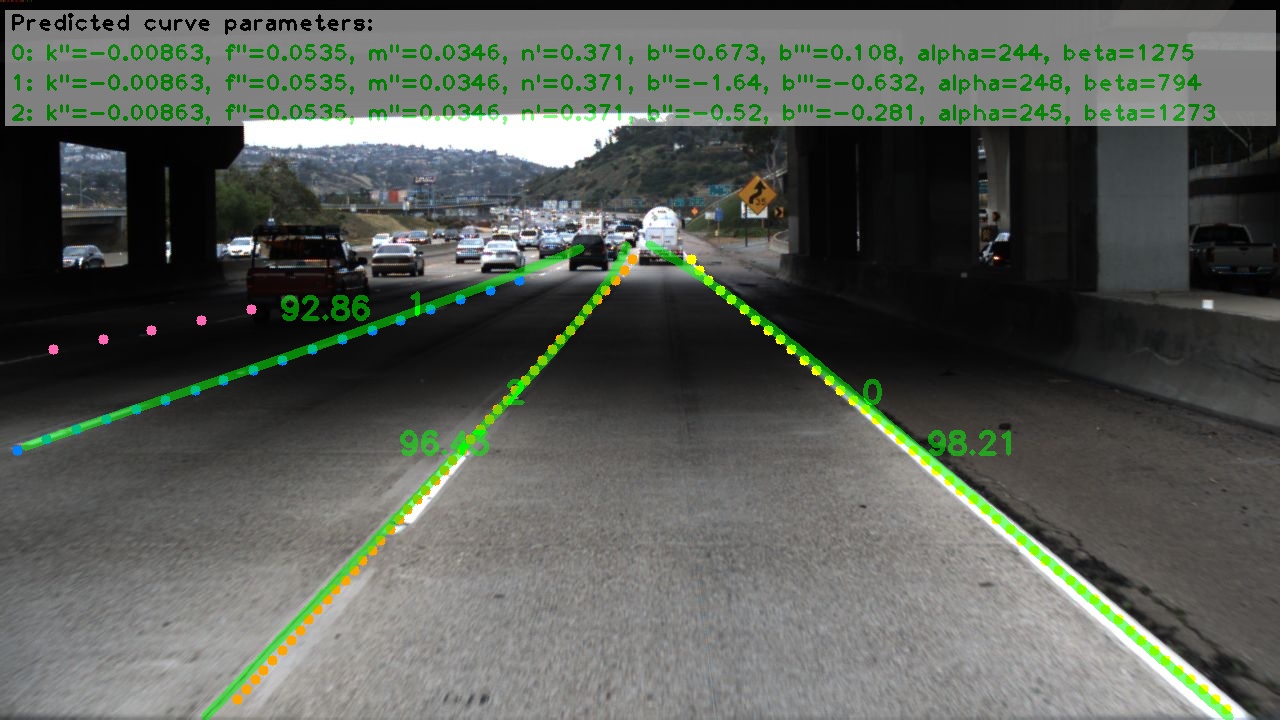 Predicted curve parameters:
0: k''=-0.00863, f''=0.0535, m''=0.0346, n'=0.371, b''=0.673, b'''=0.108, alpha=244, beta=1275
1: k''=-0.00863, f''=0.0535, m''=0.0346, n'=0.371, b''=-1.64, b'''=-0.632, alpha=248, beta=794
2: k''=-0.00863, f''=0.0535, m''=0.0346, n'=0.371, b''=-0.52, b'''=-0.281, alpha=245, beta=1273
35
92.86 1
2 0
98.21